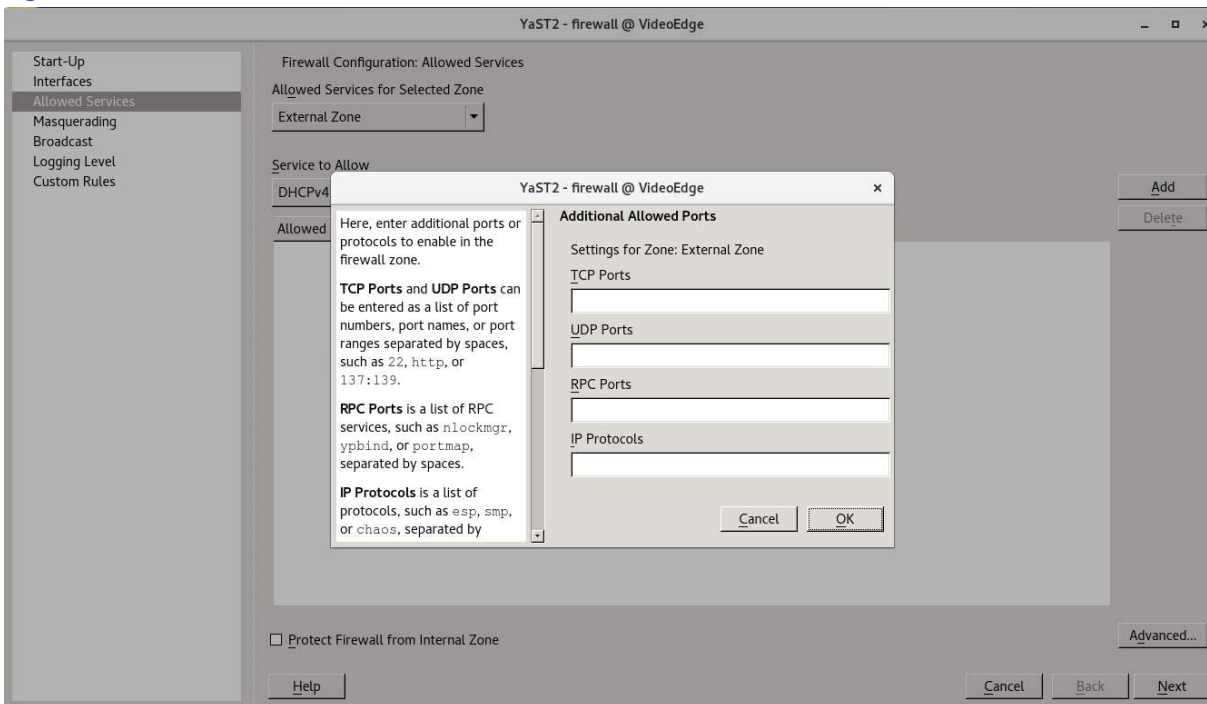 YaST2 - firewall @ VideoEdge
Start-Up
Interfaces
Allowed Services
Masquerading
Broadcast
Logging Level
Custom Rules
Firewall Configuration: Allowed Services
Allowed Services for Selected Zone
External Zone
Service to Allow
DHCPv4
Add
Allowed
Delete
YaST2 - firewall @ VideoEdge
Here, enter additional ports or
protocols to enable in the
firewall zone.
TCP Ports and UDP Ports can
be entered as a list of port
numbers, port names, or port
ranges separated by spaces,
such as 22, http, or
137:139.
RPC Ports is a list of RPC
services, such as nlockmgr,
ypbind, or portmap,
separated by spaces.
IP Protocols is a list of
protocols, such as esp, smp,
or chaos, separated by
Additional Allowed Ports
Settings for Zone: External Zone
TCP Ports
UDP Ports
RPC Ports
IP Protocols
Cancel OK
Protect Firewall from Internal Zone
Advanced...
Help
Cancel Back Next